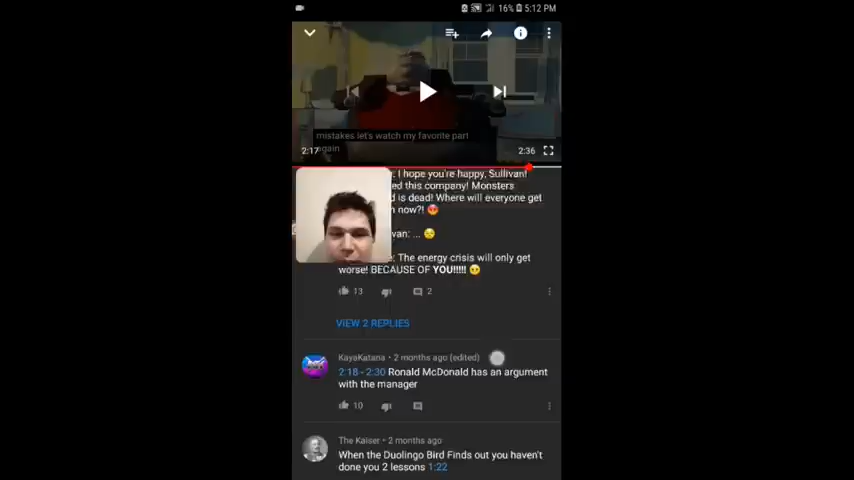 16% 5:12 PM
mistakes let's watch my favorite part
again
2:17
2:36
: I hope you're happy, Sullivan!
ed this company! Monsters
d is dead! Where will everyone get
n now?! 😡
van: ... 😔
: The energy crisis will only get
worse! BECAUSE OF YOU!!!!!
13
2
VIEW 2 REPLIES
KayaKatana • 2 months ago (edited)
2:18 - 2:30 Ronald McDonald has an argument
with the manager
10
The Kaiser • 2 months ago
When the Duolingo Bird Finds out you haven't
done you 2 lessons 1:22